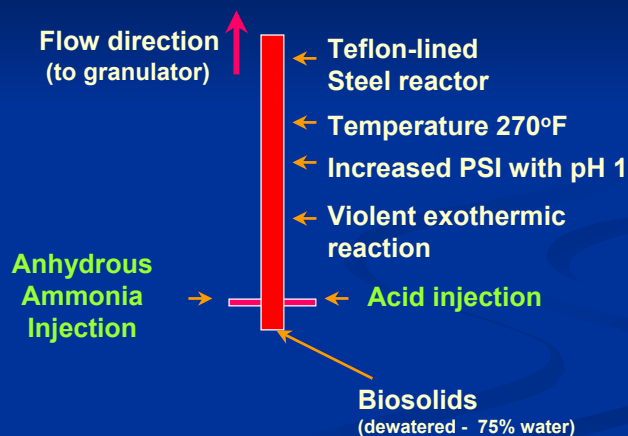 Flow direction
(to granulator)
Teflon-lined
Steel reactor
Temperature 270°F
Increased PSI with pH 1
Violent exothermic
reaction
Anhydrous
Ammonia
Injection
Acid injection
Biosolids
(dewatered - 75% water)